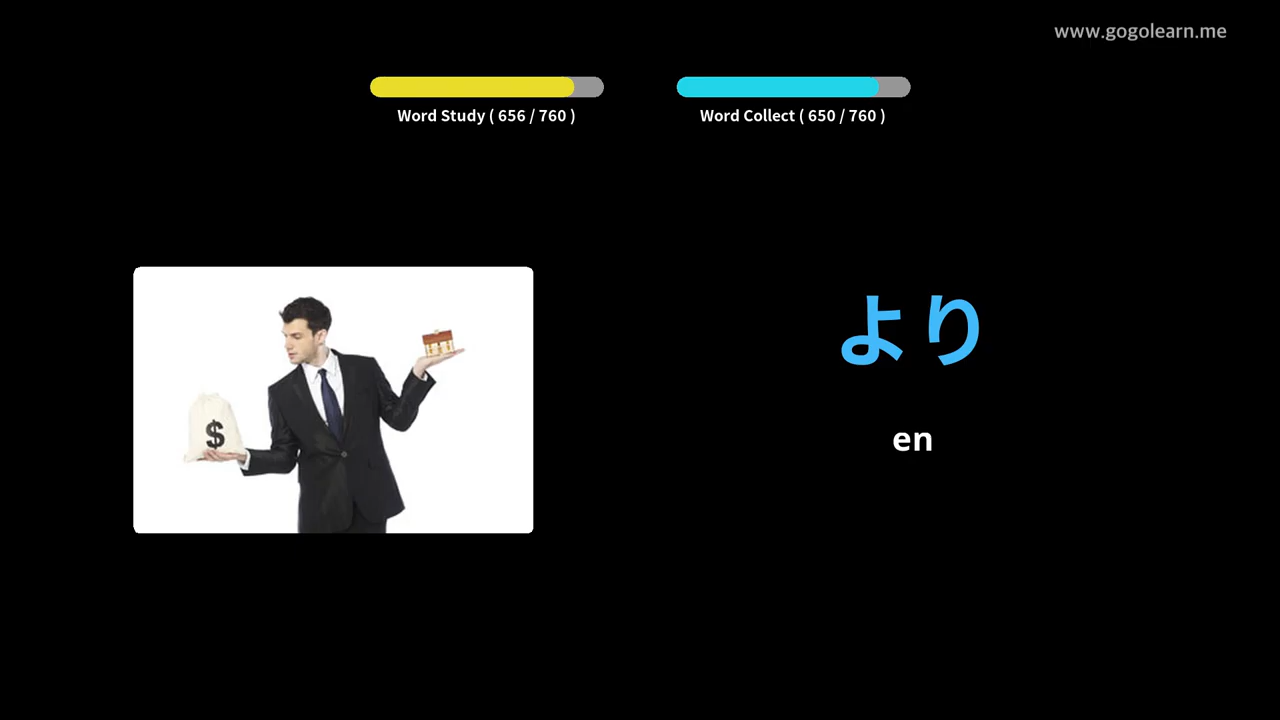 www.gogolearn.me
Word Study ( 656 / 760 )
Word Collect ( 650 / 760 )
$
より
en